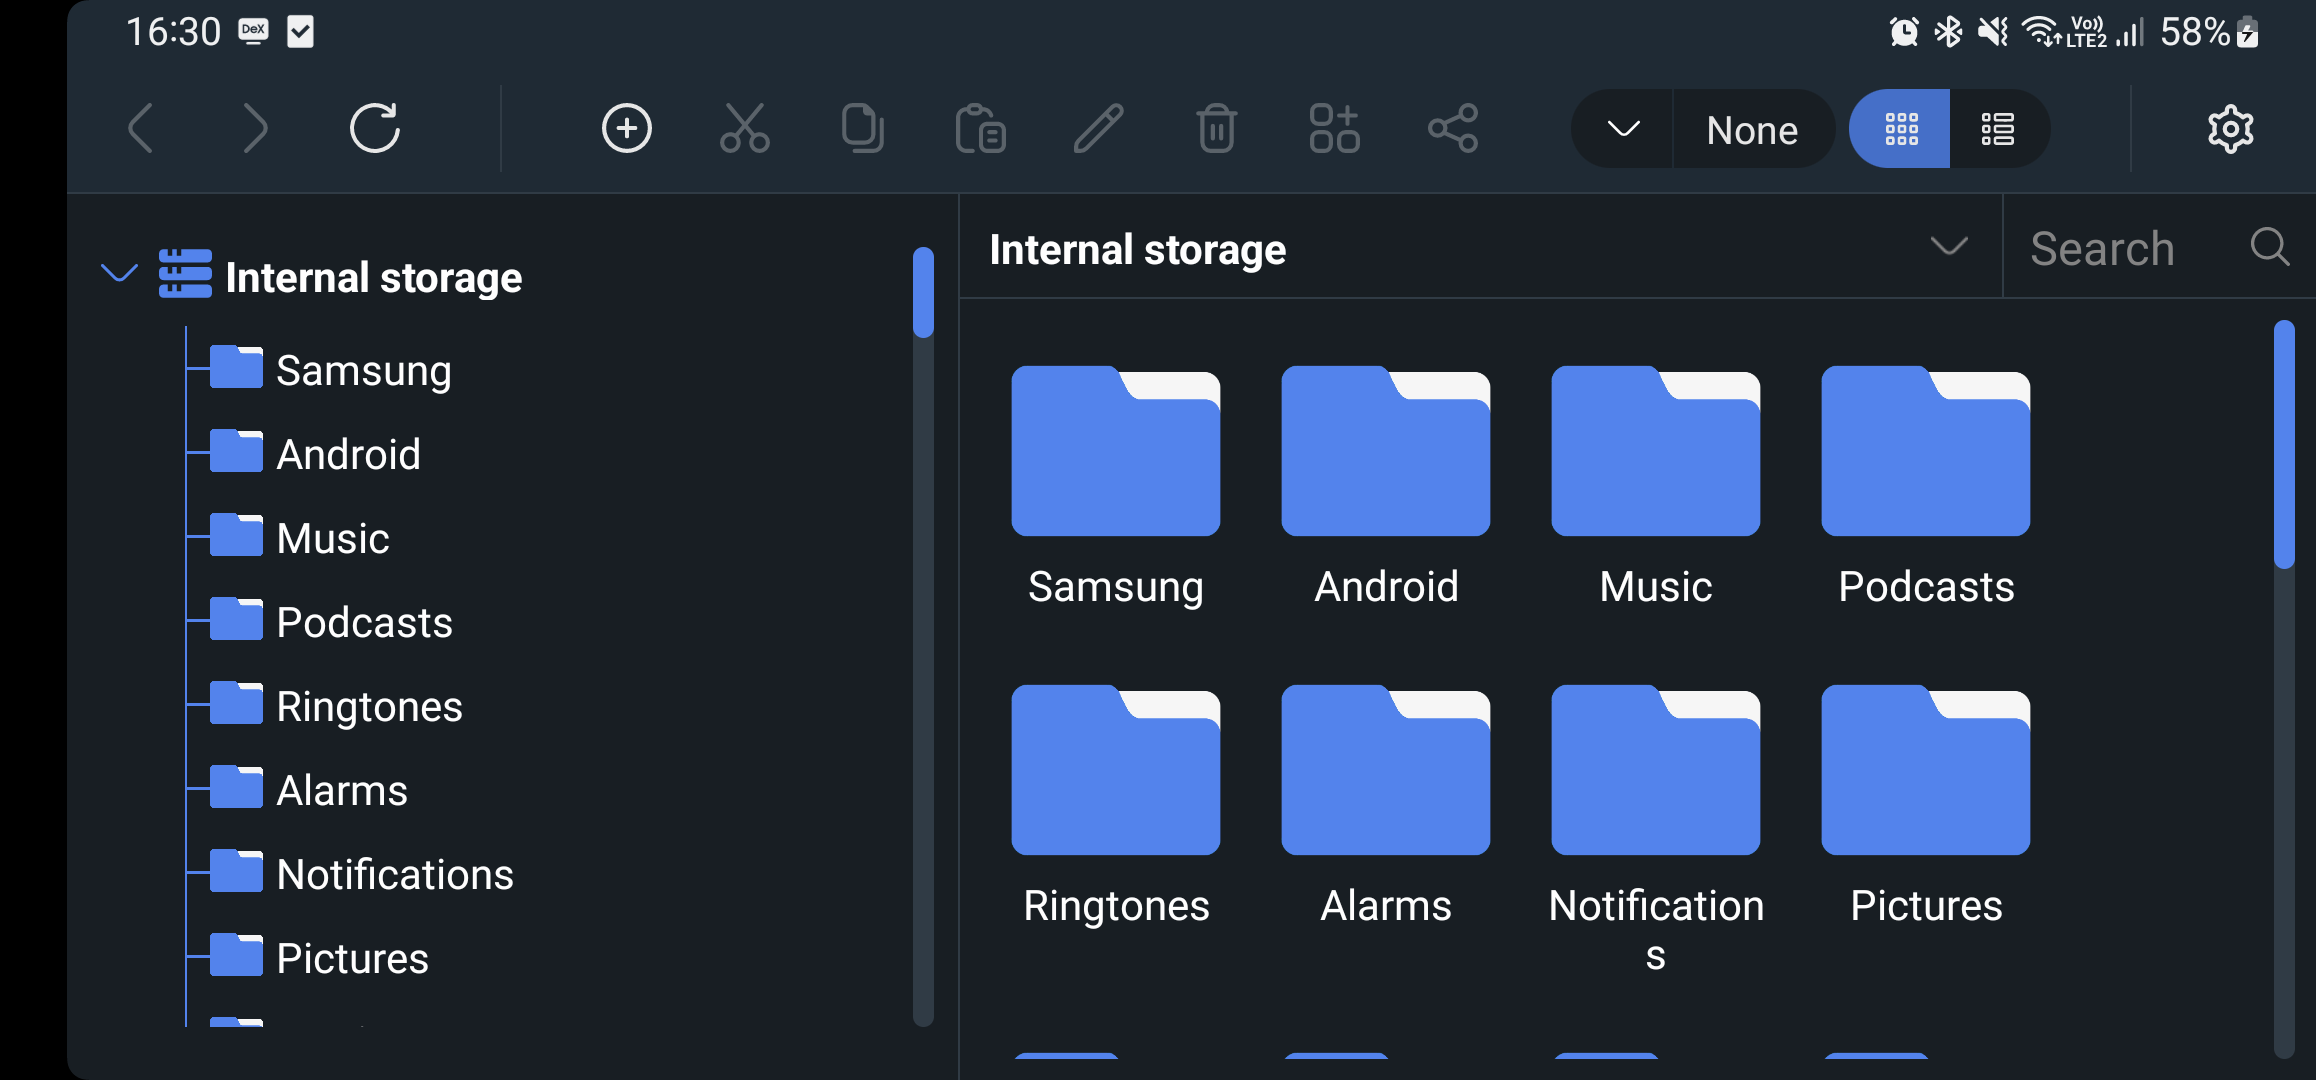 16:30 DeX Vo)) LTE2 58%
None
Internal storage
Samsung
Android
Music
Podcasts
Ringtones
Alarms
Notifications
Pictures
Internal storage
Search
Samsung Android Music Podcasts
Ringtones Alarms Notification Pictures
s